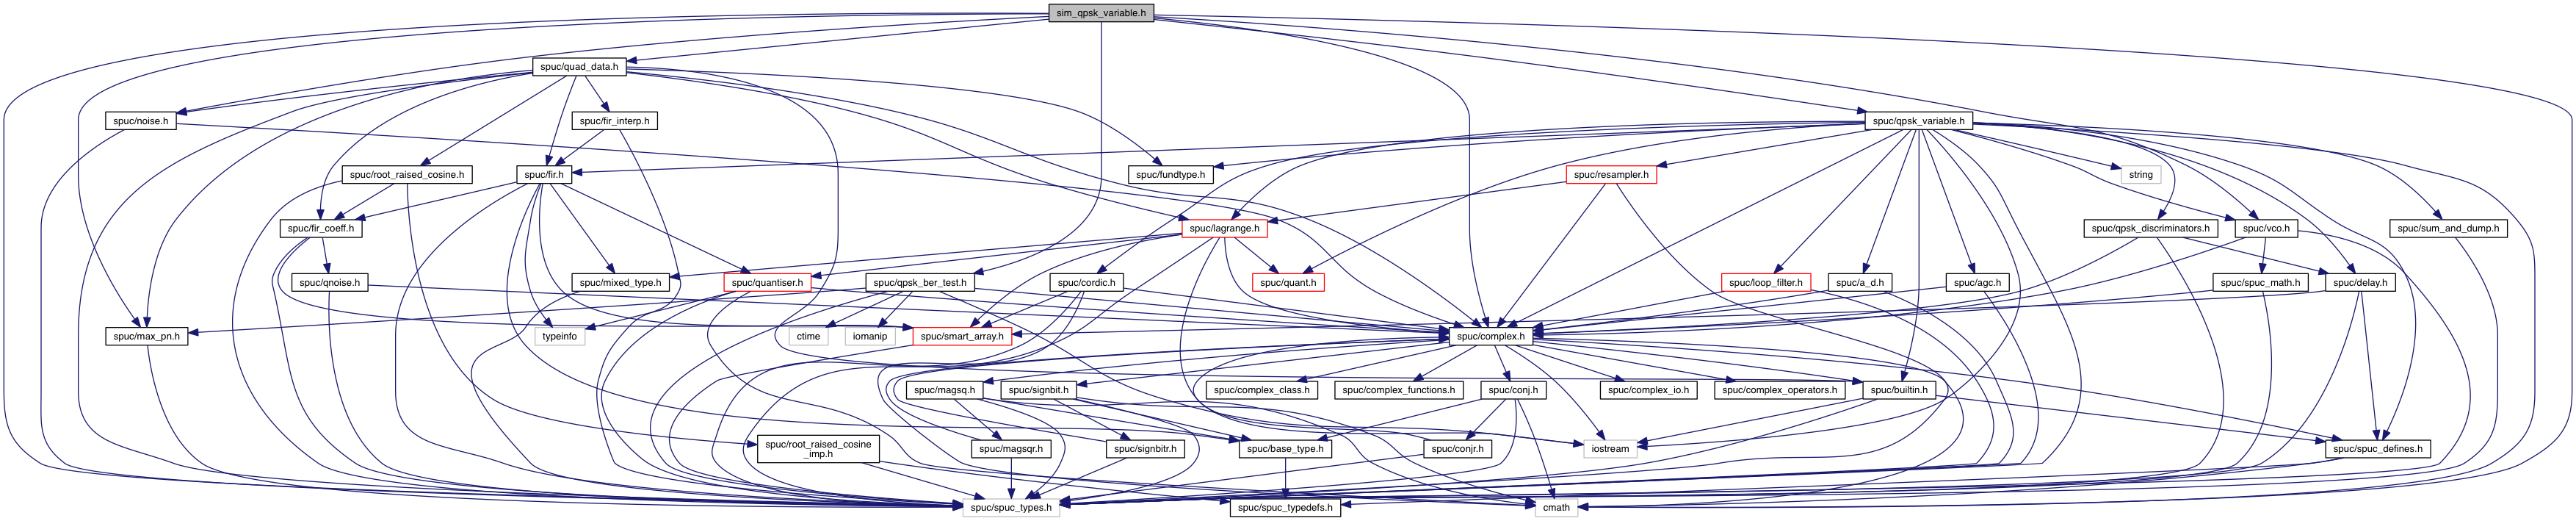 sim_qpsk_variable.h
spuc/quad_data.h
spuc/noise.h
spuc/fir_interp.h
spuc/qpsk_variable.h
spuc/root_raised_cosine.h
spuc/fir.h
spuc/fundtype.h
spuc/resampler.h
string
spuc/fir_coeff.h
spuc/lagrange.h
spuc/qpsk_discriminators.h
spuc/vco.h
spuc/sum_and_dump.h
spuc/qnoise.h
spuc/mixed_type.h
spuc/quantiser.h
spuc/qpsk_ber_test.h
spuc/cordic.h
spuc/quant.h
spuc/loop_filter.h
spuc/a_d.h
spuc/agc.h
spuc/spuc_math.h
spuc/delay.h
spuc/max_pn.h
typeinfo
ctime
iomanip
spuc/smart_array.h
spuc/complex.h
spuc/magsq.h
spuc/signbit.h
spuc/complex_class.h
spuc/complex_functions.h
spuc/conj.h
spuc/complex_io.h
spuc/complex_operators.h
spuc/builtin.h
spuc/root_raised_cosine
_imp.h
spuc/magsqr.h
spuc/signbitr.h
spuc/base_type.h
spuc/conjr.h
iostream
spuc/spuc_defines.h
spuc/spuc_types.h
spuc/spuc_typedefs.h
cmath